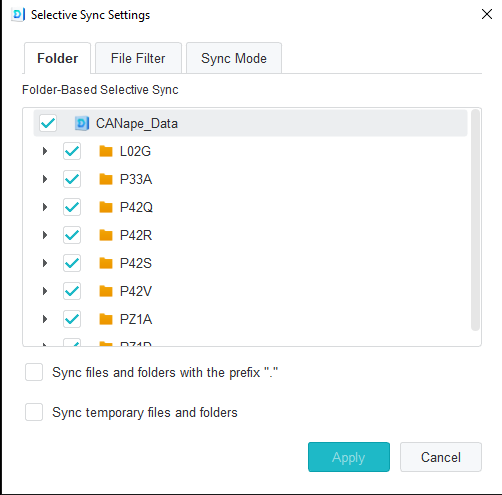 Selective Sync Settings
Folder File Filter Sync Mode
Folder-Based Selective Sync
CANape_Data
L02G
P33A
P42Q
P42R
P42S
P42V
PZ1A
Sync files and folders with the prefix "."
Sync temporary files and folders
Apply Cancel